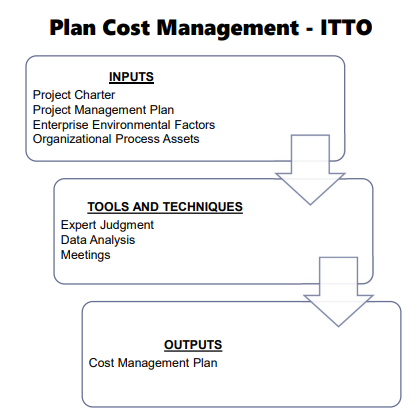 Plan Cost Management - ITTO
INPUTS
Project Charter
Project Management Plan
Enterprise Environmental Factors
Organizational Process Assets
TOOLS AND TECHNIQUES
Expert Judgment
Data Analysis
Meetings
OUTPUTS
Cost Management Plan